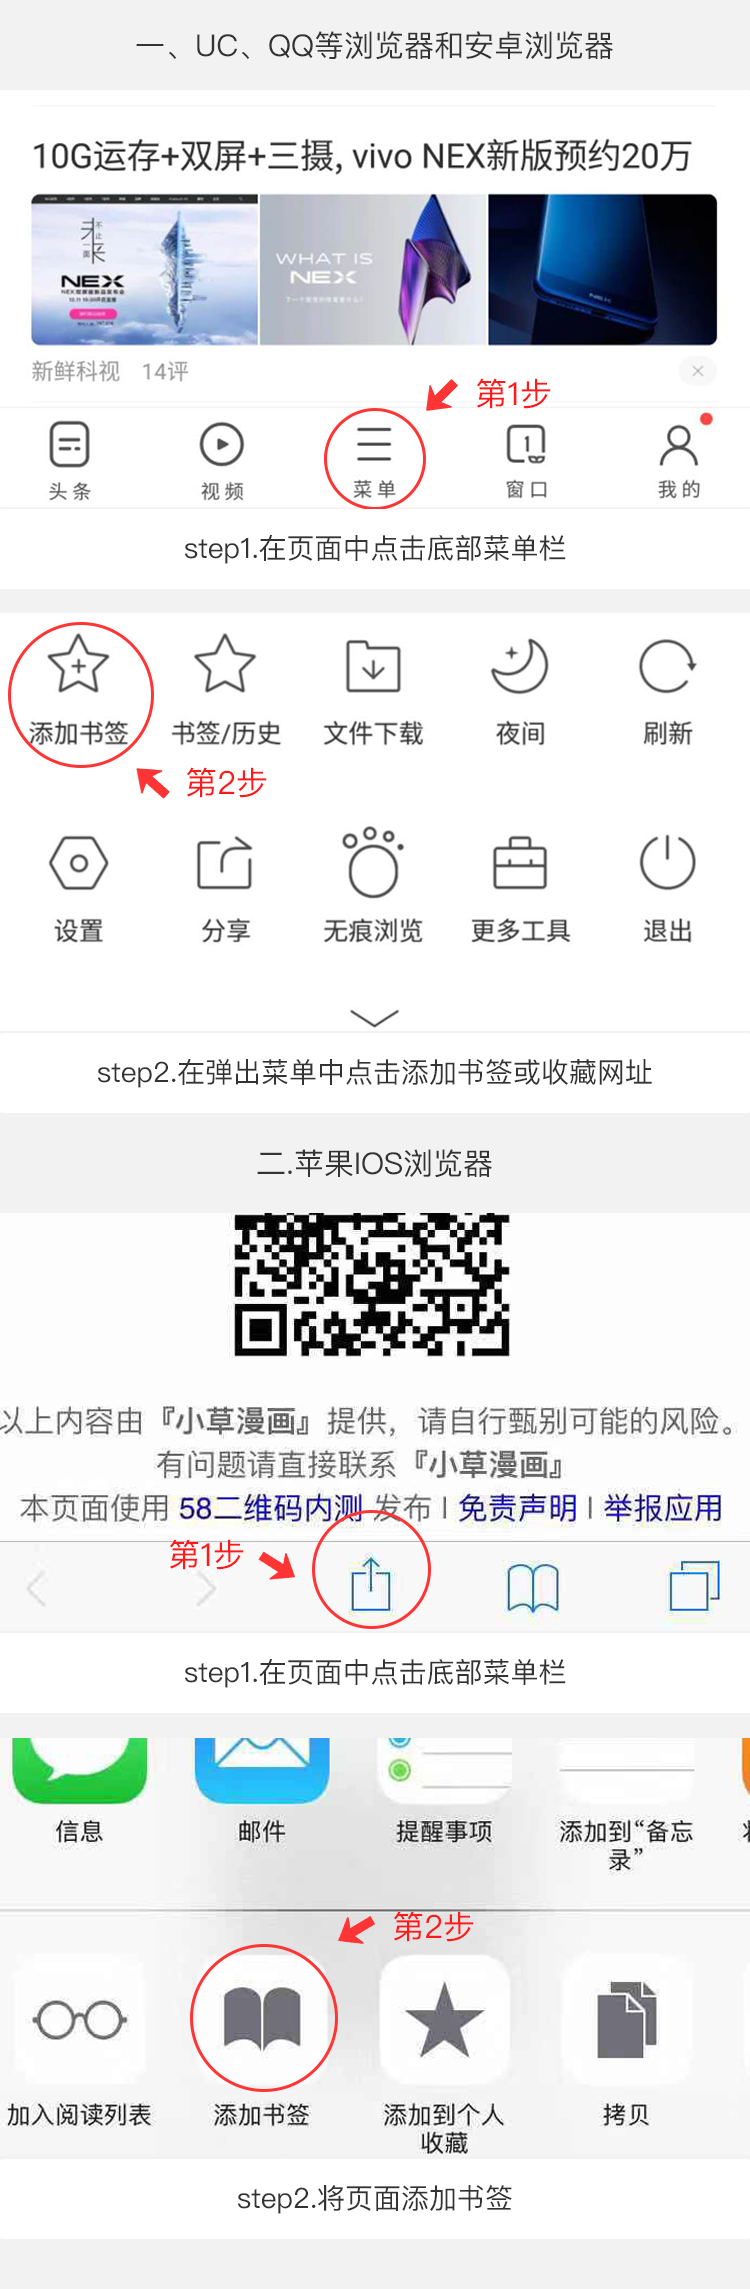 一、UC、QQ等浏览器和安卓浏览器
10G运存+双屏+三摄, vivo NEX新版预约20万
未来
不止一面
NEX
WHAT IS
NEX
新鲜科视 14评
第1步
头条 视频 菜单 窗口 我的
step1.在页面中点击底部菜单栏
添加书签 书签/历史 文件下载 夜间 刷新
第2步
设置 分享 无痕浏览 更多工具 退出
step2.在弹出菜单中点击添加书签或收藏网址
二.苹果IOS浏览器
以上内容由『小草漫画』提供，请自行甄别可能的风险。
有问题请直接联系『小草漫画』
本页面使用 58二维码内测 发布 | 免责声明 | 举报应用
第1步
step1.在页面中点击底部菜单栏
信息 邮件 提醒事项 添加到“备忘
录”
第2步
加入阅读列表 添加书签 添加到个人 拷贝
收藏
step2.将页面添加书签